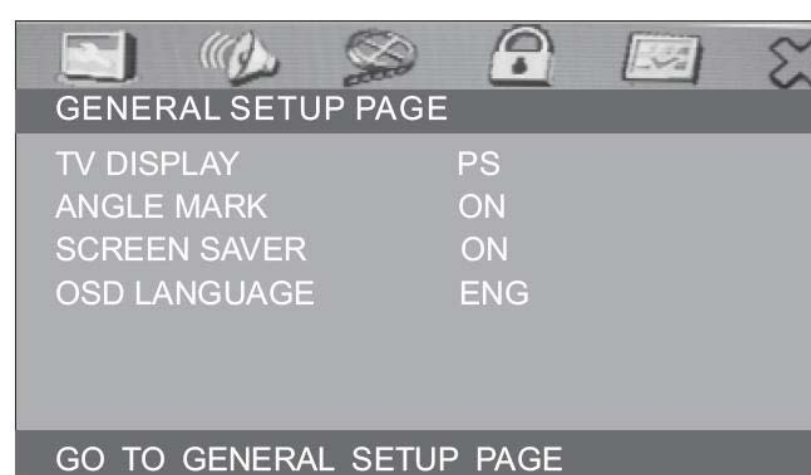 GENERAL SETUP PAGE
TV DISPLAY PS
ANGLE MARK ON
SCREEN SAVER ON
OSD LANGUAGE ENG
GO TO GENERAL SETUP PAGE